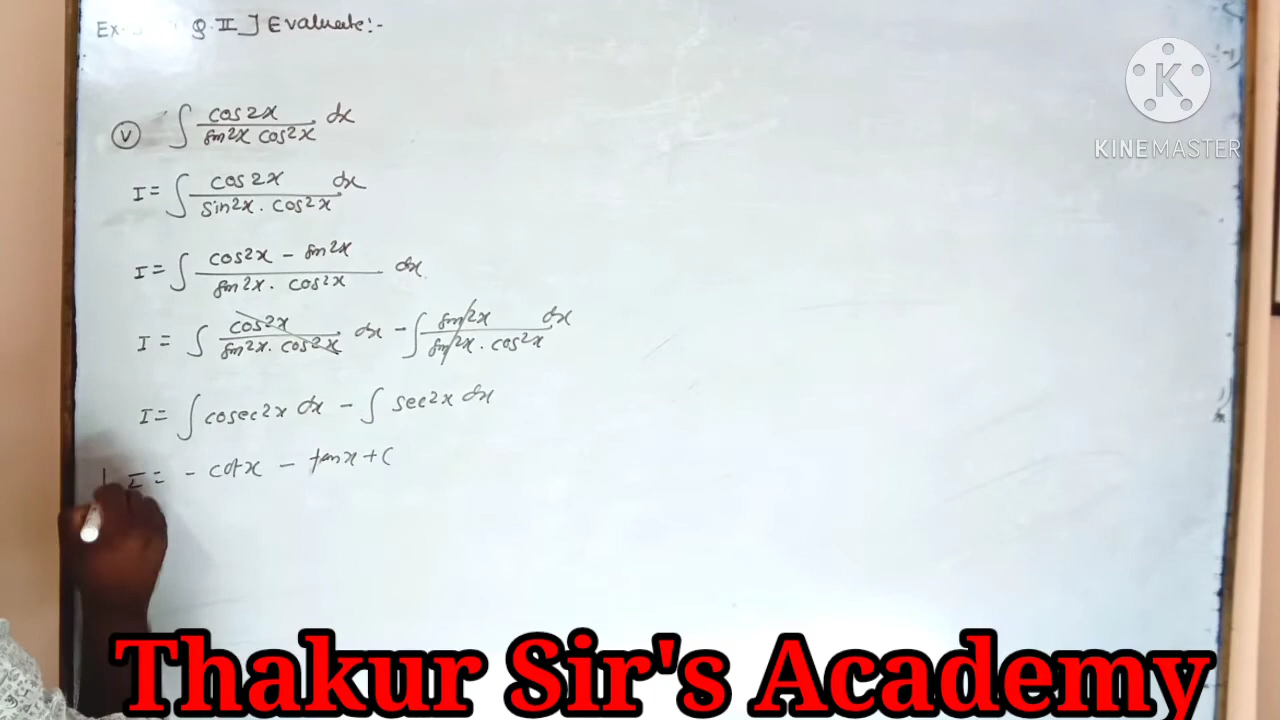 Ex. Q.II] Evaluate:-
(v) ∫ cos2x / sin2x cos2x dx
I = ∫ cos2x / sin2x . cos2x dx
I = ∫ cos2x - sin2x / sin2x . cos2x dx
I = ∫ cos2x / sin2x . cos2x dx - ∫ sin2x / sin2x . cos2x dx
I = ∫ cosec2x dx - ∫ sec2x dx
I = - cotx - tanx + C
K
KINEMASTER
Thakur Sir's Academy